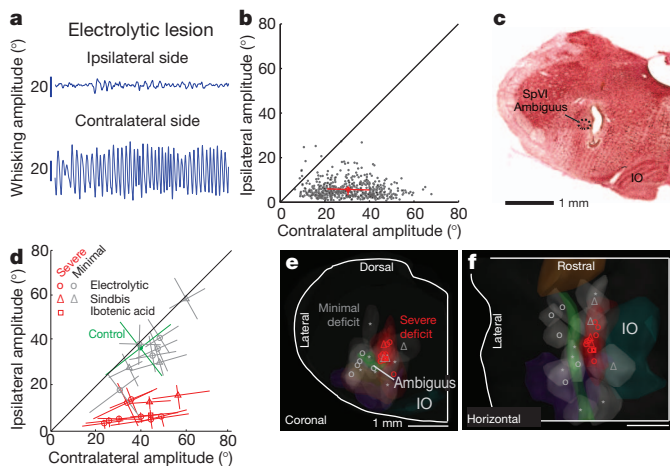 a
Electrolytic lesion
Ipsilateral side
20
Contralateral side
20
Whisking amplitude (°)
b
80
60
40
20
0
0 20 40 60 80
Ipsilateral amplitude (°)
Contralateral amplitude (°)
c
SpVI
Ambiguus
IO
1 mm
d
80
60
40
20
0
0 20 40 60 80
Ipsilateral amplitude (°)
Contralateral amplitude (°)
Severe
Minimal
Electrolytic
Sindbis
Ibotenic acid
Control
e
Dorsal
Lateral
Minimal
deficit
Severe
deficit
Ambiguus
IO
Coronal
1 mm
f
Rostral
Lateral
IO
Horizontal